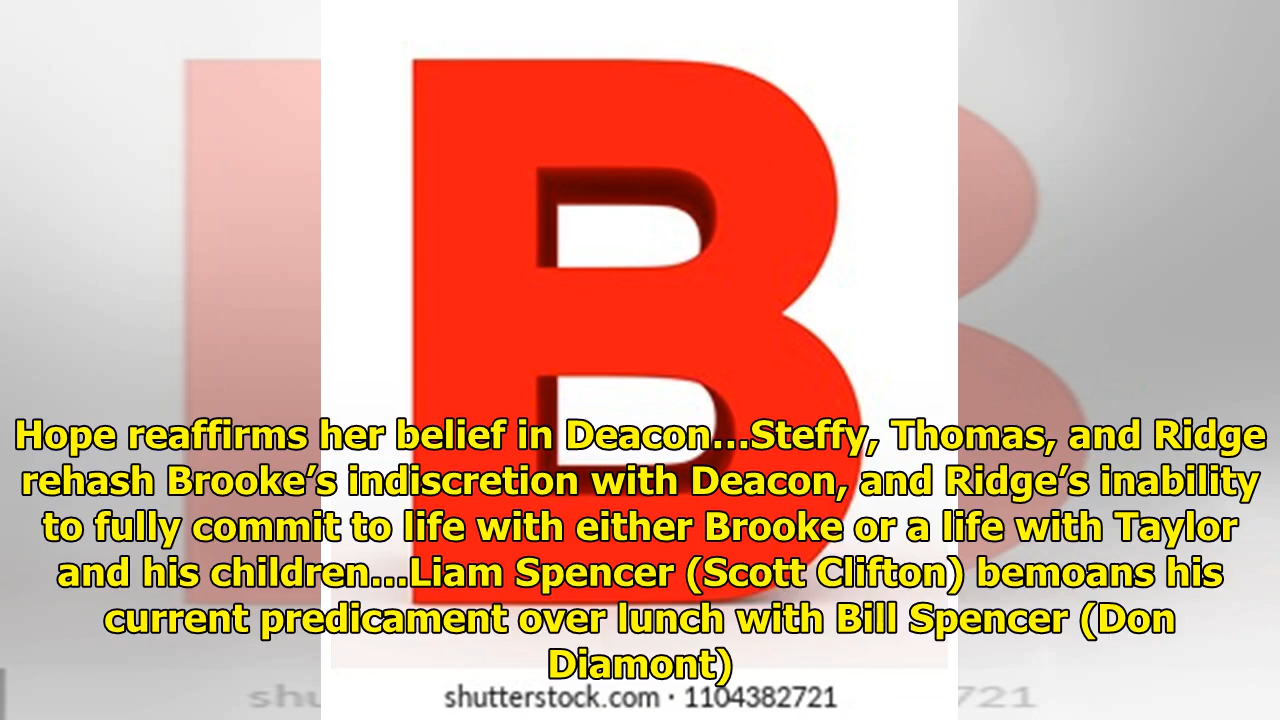 B
Hope reaffirms her belief in Deacon...Steffy, Thomas, and Ridge
rehash Brooke’s indiscretion with Deacon, and Ridge’s inability
to fully commit to life with either Brooke or a life with Taylor
and his children...Liam Spencer (Scott Clifton) bemoans his
current predicament over lunch with Bill Spencer (Don
Diamont)
shu
shutterstock.com · 1104382721
721